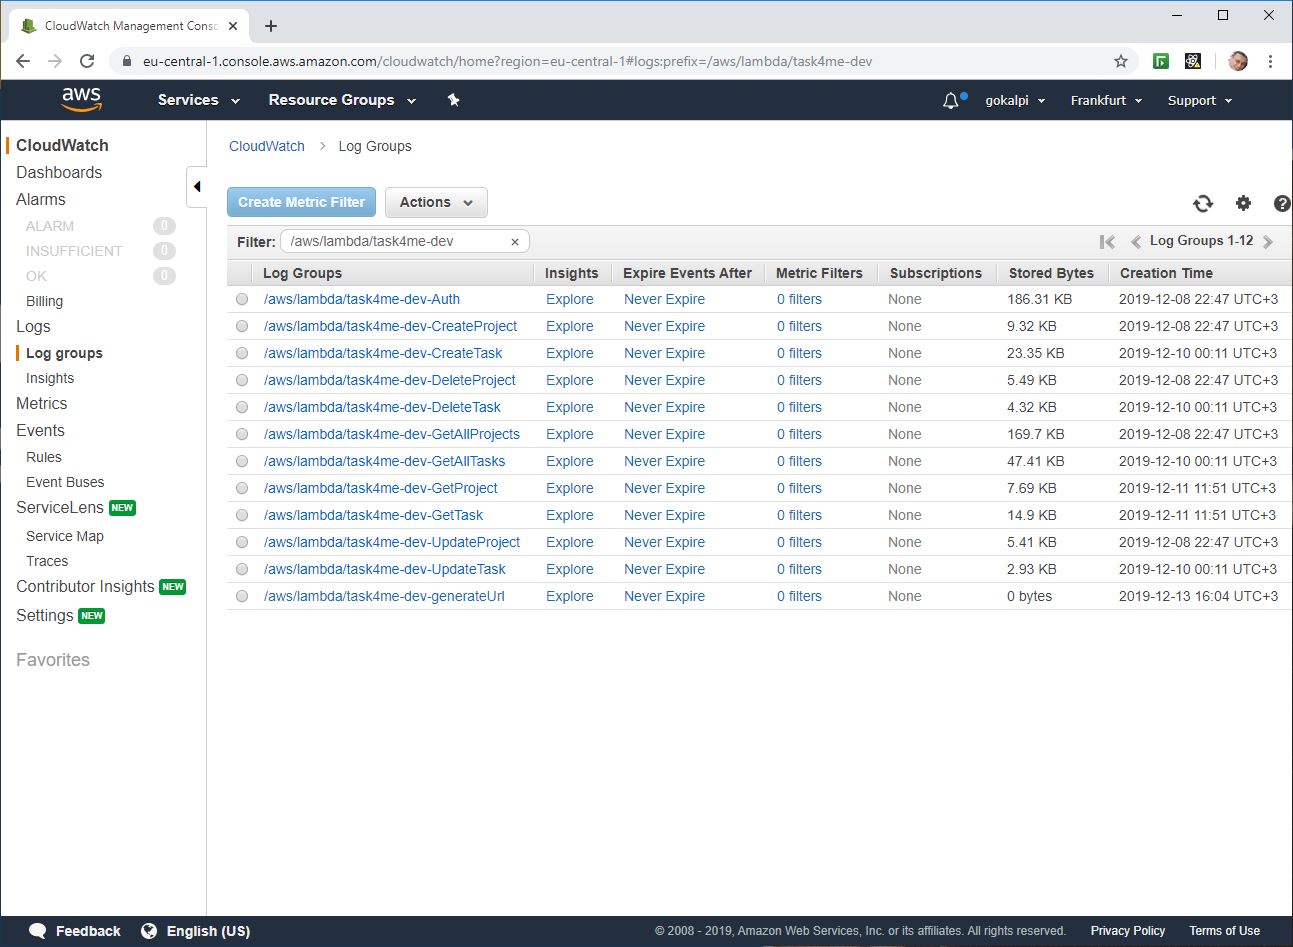 CloudWatch Management Conso
eu-central-1.console.aws.amazon.com/cloudwatch/home?region=eu-central-1#logs:prefix=/aws/lambda/task4me-dev
aws Services Resource Groups gokalpi Frankfurt Support
CloudWatch
Dashboards
Alarms
ALARM 0
INSUFFICIENT 0
OK 0
Billing
Logs
Log groups
Insights
Metrics
Events
Rules
Event Buses
ServiceLens NEW
Service Map
Traces
Contributor Insights NEW
Settings NEW
Favorites
CloudWatch > Log Groups
Create Metric Filter Actions
Filter: /aws/lambda/task4me-dev × Log Groups 1-12
Log Groups Insights Expire Events After Metric Filters Subscriptions Stored Bytes Creation Time
/aws/lambda/task4me-dev-Auth Explore Never Expire 0 filters None 186.31 KB 2019-12-08 22:47 UTC+3
/aws/lambda/task4me-dev-CreateProject Explore Never Expire 0 filters None 9.32 KB 2019-12-08 22:47 UTC+3
/aws/lambda/task4me-dev-CreateTask Explore Never Expire 0 filters None 23.35 KB 2019-12-10 00:11 UTC+3
/aws/lambda/task4me-dev-DeleteProject Explore Never Expire 0 filters None 5.49 KB 2019-12-08 22:47 UTC+3
/aws/lambda/task4me-dev-DeleteTask Explore Never Expire 0 filters None 4.32 KB 2019-12-10 00:11 UTC+3
/aws/lambda/task4me-dev-GetAllProjects Explore Never Expire 0 filters None 169.7 KB 2019-12-08 22:47 UTC+3
/aws/lambda/task4me-dev-GetAllTasks Explore Never Expire 0 filters None 47.41 KB 2019-12-10 00:11 UTC+3
/aws/lambda/task4me-dev-GetProject Explore Never Expire 0 filters None 7.69 KB 2019-12-11 11:51 UTC+3
/aws/lambda/task4me-dev-GetTask Explore Never Expire 0 filters None 14.9 KB 2019-12-11 11:51 UTC+3
/aws/lambda/task4me-dev-UpdateProject Explore Never Expire 0 filters None 5.41 KB 2019-12-08 22:47 UTC+3
/aws/lambda/task4me-dev-UpdateTask Explore Never Expire 0 filters None 2.93 KB 2019-12-10 00:11 UTC+3
/aws/lambda/task4me-dev-generateUrl Explore Never Expire 0 filters None 0 bytes 2019-12-13 16:04 UTC+3
Feedback English (US) © 2008 - 2019, Amazon Web Services, Inc. or its affiliates. All rights reserved. Privacy Policy Terms of Use